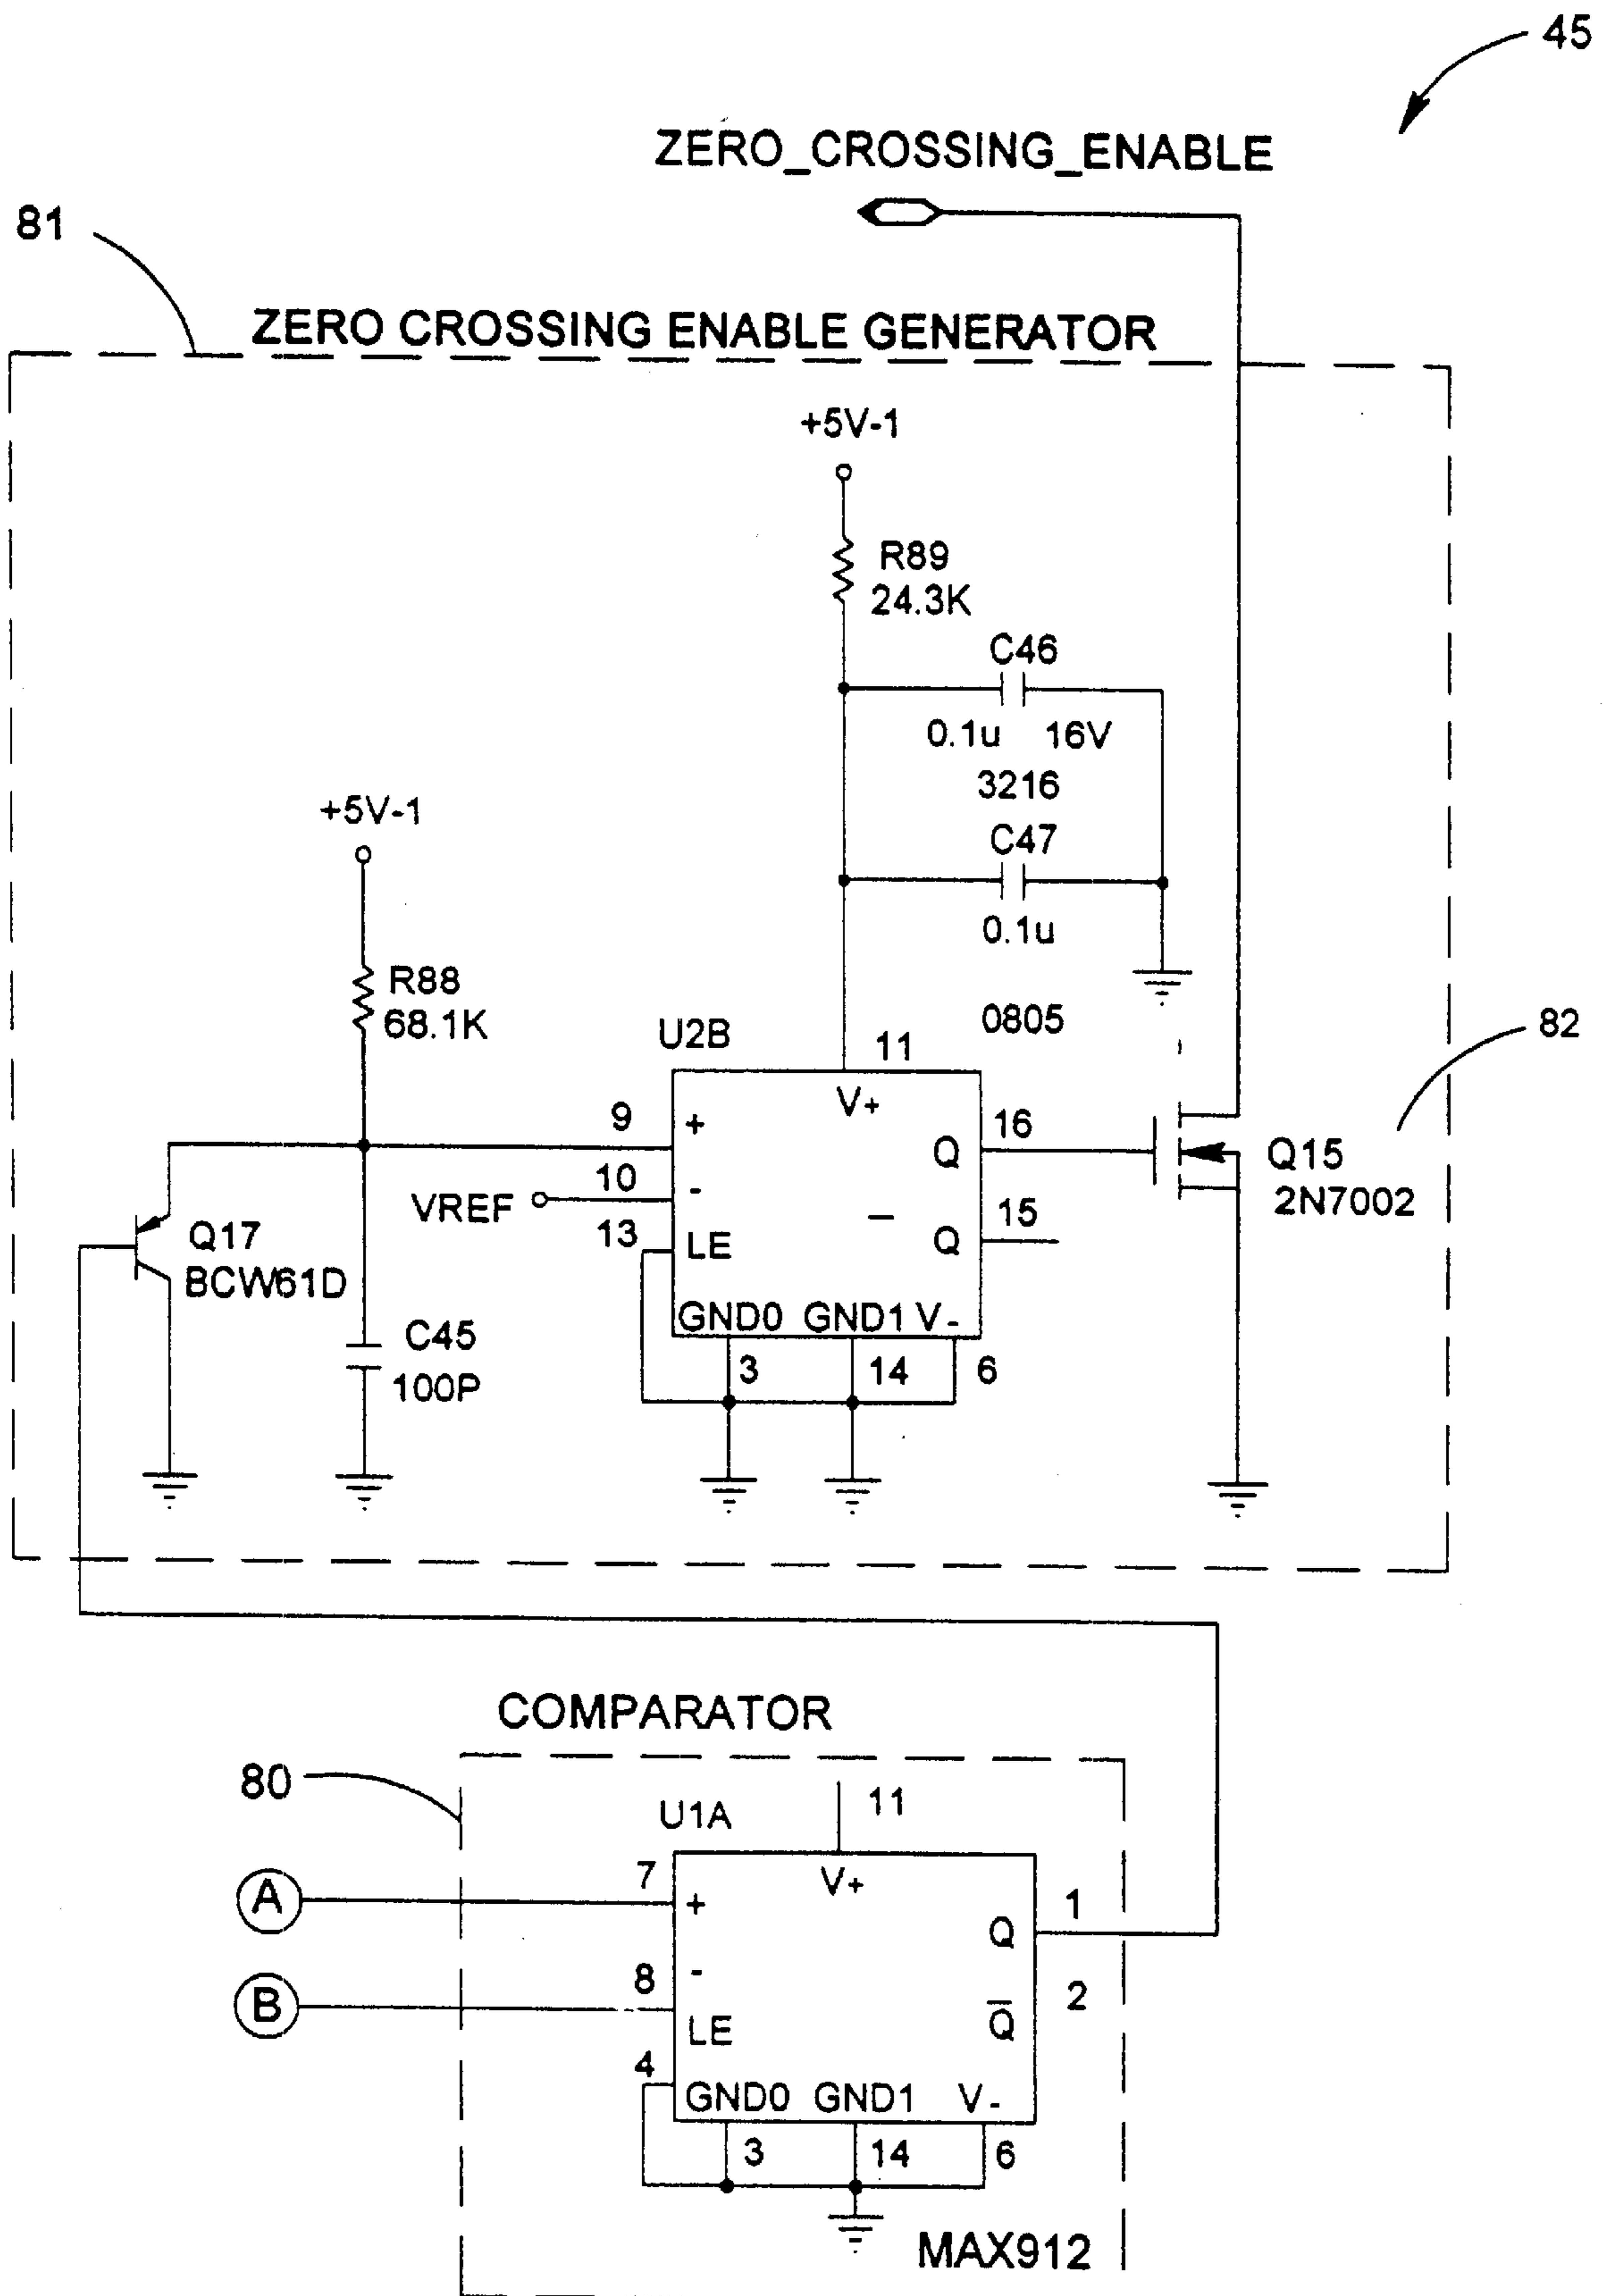 45
ZERO_CROSSING_ENABLE
81
ZERO CROSSING ENABLE GENERATOR
+5V-1
R89
24.3K
C46
0.1u 16V
3216
+5V-1
C47
0.1u
R88
68.1K
0805
82
U2B
11
V+
9
+
16
Q
10
-
VREF
Q15
2N7002
13
LE
15
Q
Q17
BCW61D
GND0 GND1 V-
C45
100P
3
14
6
COMPARATOR
80
U1A
11
V+
A
7
+
1
Q
B
8
-
2
Q̅
LE
4
GND0 GND1 V-
3
14
6
MAX912